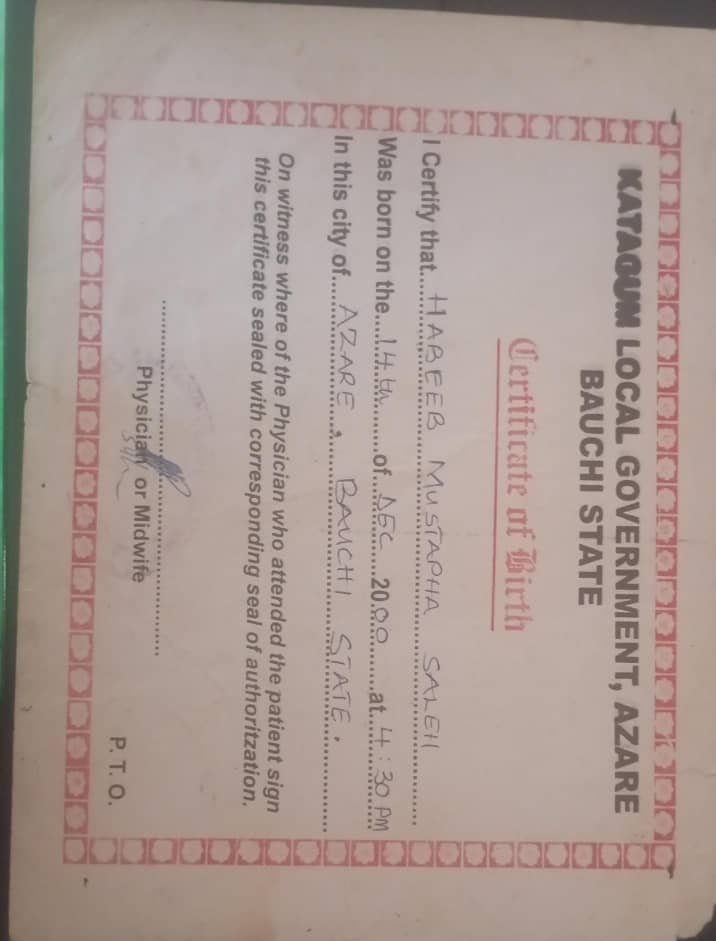 KATAGUM LOCAL GOVERNMENT, AZARE
BAUCHI STATE
Certificate of Birth
I Certify that....HABEEB MUSTAPHA SALEH
Was born on the....14th....of....DEC....2000....at....4:30 PM
In this city of....AZARE, BAUCHI STATE.
On witness where of the Physician who attended the patient sign
this certificate sealed with corresponding seal of authoritzation.
Physician or Midwife
P. T. O.